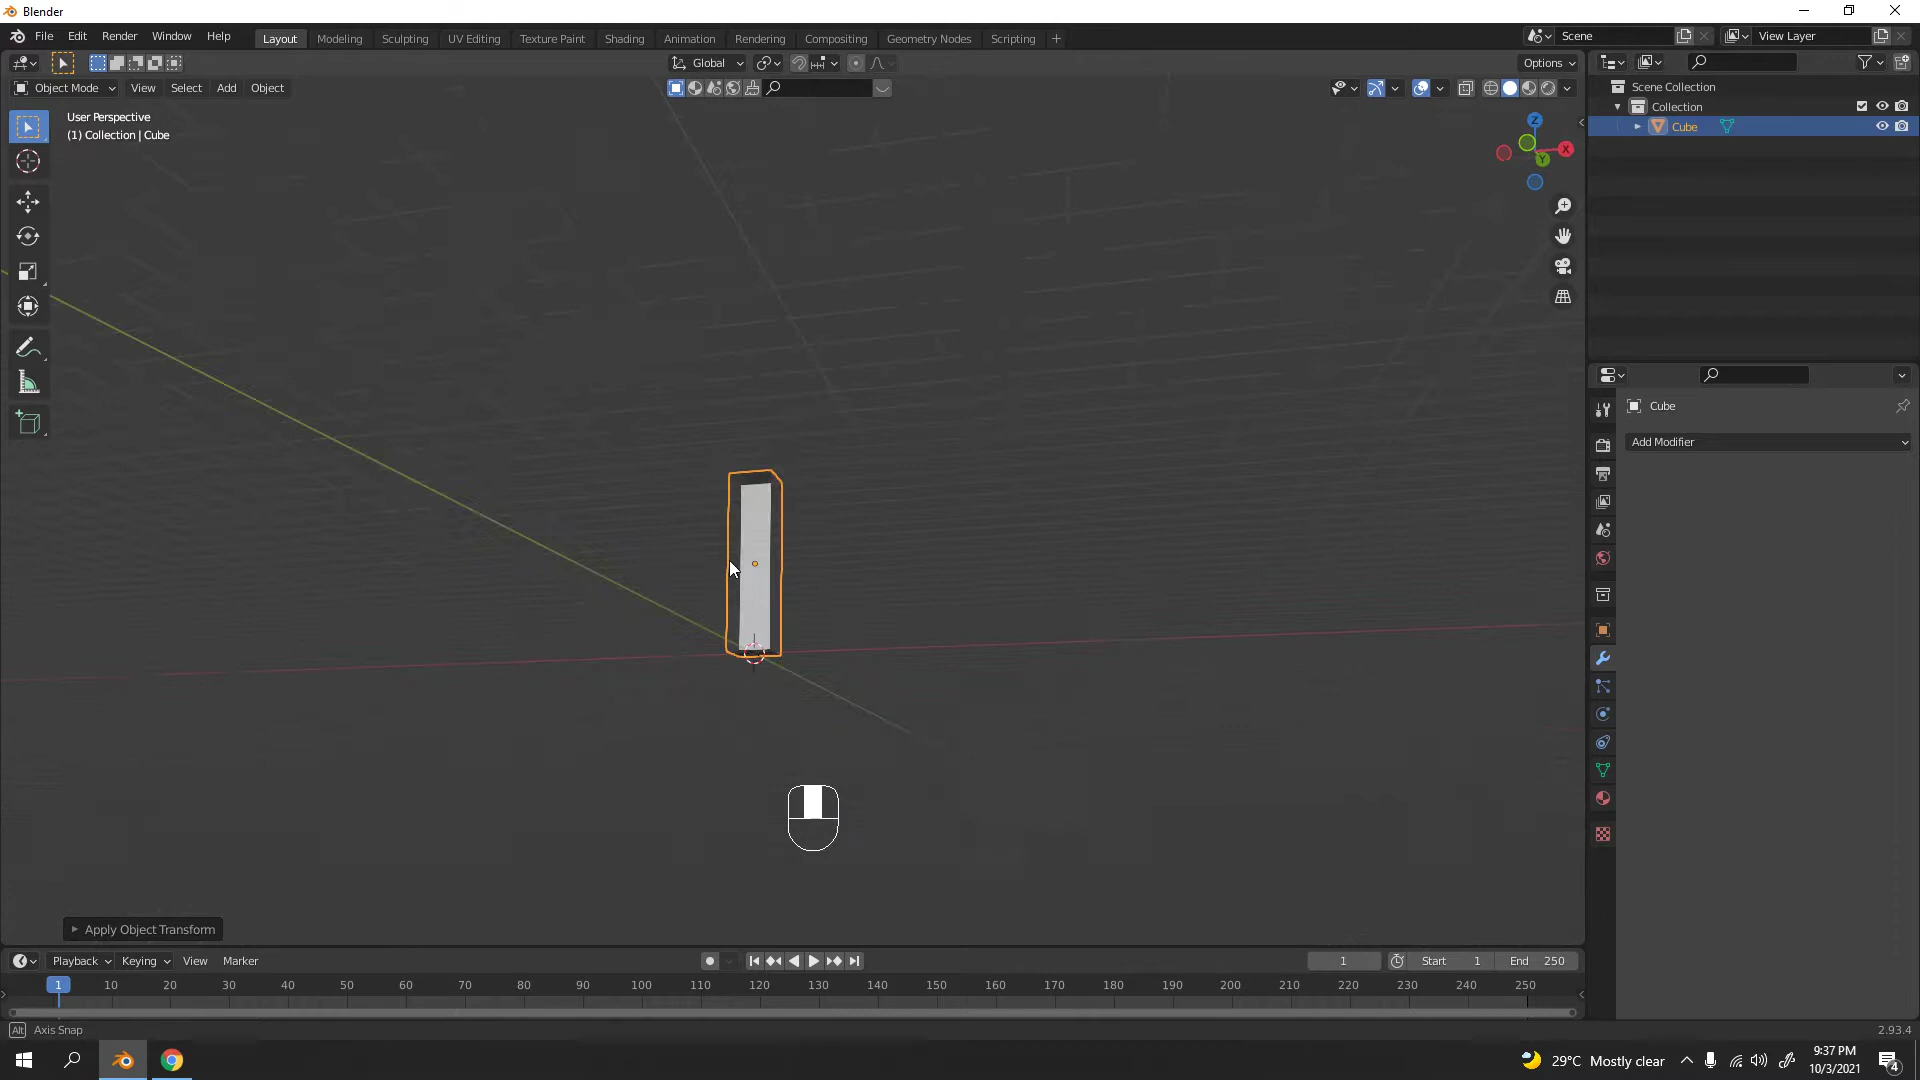 Blender
File Edit Render Window Help
Layout Modeling Sculpting UV Editing Texture Paint Shading Animation Rendering Compositing Geometry Nodes Scripting +
Scene
View Layer
Global
Options
Object Mode View Select Add Object
User Perspective
(1) Collection | Cube
Z
X
Y
Scene Collection
Collection
Cube
Cube
Add Modifier
Apply Object Transform
Playback Keying View Marker
1
Start 1
End 250
1 10 20 30 40 50 60 70 80 90 100 110 120 130 140 150 160 170 180 190 200 210 220 230 240 250
Alt Axis Snap
2.93.4
29°C Mostly clear
9:37 PM
10/3/2021
4